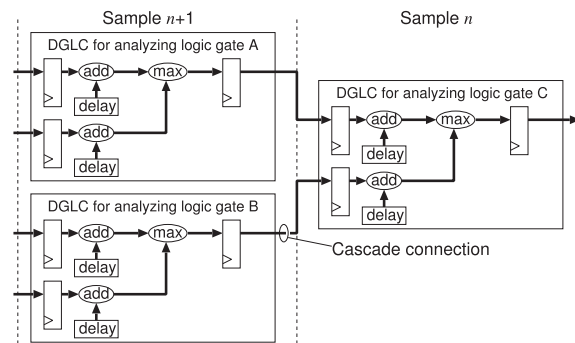 Sample n+1
Sample n
DGLC for analyzing logic gate A
add
max
delay
add
delay
DGLC for analyzing logic gate B
add
max
delay
add
delay
DGLC for analyzing logic gate C
add
max
delay
add
delay
Cascade connection